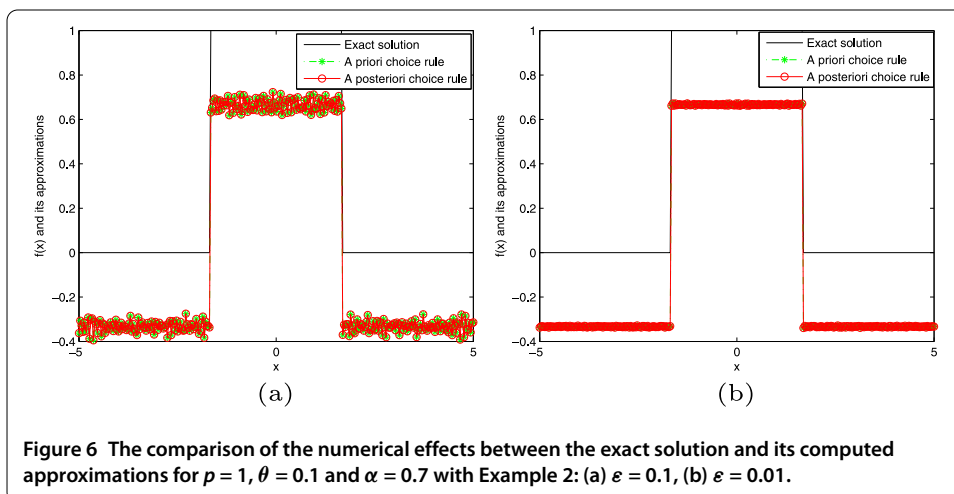 1
0.8
0.6
0.4
0.2
0
−0.2
−0.4
f(x) and its approximations
−5 0 5
x
Exact solution
A priori choice rule
A posteriori choice rule
(a)
1
0.8
0.6
0.4
0.2
0
−0.2
−0.4
f(x) and its approximations
−5 0 5
x
Exact solution
A priori choice rule
A posteriori choice rule
(b)
Figure 6 The comparison of the numerical effects between the exact solution and its computed
approximations for p = 1, θ = 0.1 and α = 0.7 with Example 2: (a) ε = 0.1, (b) ε = 0.01.